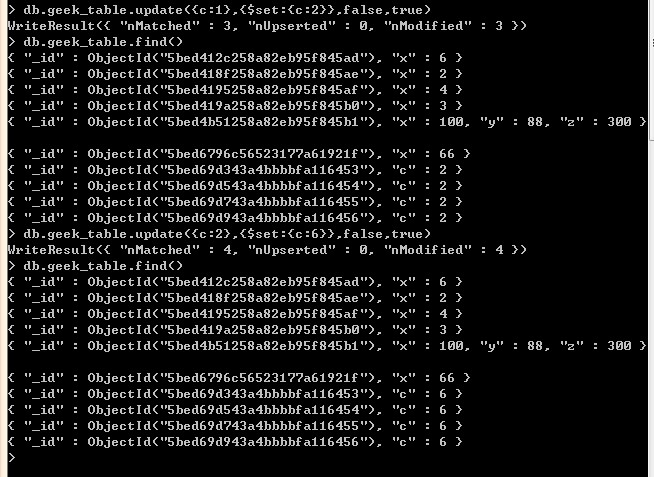 > db.geek_table.update({c:1},{$set:{c:2}},false,true)
WriteResult({ "nMatched" : 3, "nUpserted" : 0, "nModified" : 3 })
> db.geek_table.find()
{ "_id" : ObjectId("5bed412c258a82eb95f845ad"), "x" : 6 }
{ "_id" : ObjectId("5bed418f258a82eb95f845ae"), "x" : 2 }
{ "_id" : ObjectId("5bed4195258a82eb95f845af"), "x" : 4 }
{ "_id" : ObjectId("5bed419a258a82eb95f845b0"), "x" : 3 }
{ "_id" : ObjectId("5bed4b51258a82eb95f845b1"), "x" : 100, "y" : 88, "z" : 300 }
{ "_id" : ObjectId("5bed6796c56523177a61921f"), "x" : 66 }
{ "_id" : ObjectId("5bed69d343a4bbbbfa116453"), "c" : 2 }
{ "_id" : ObjectId("5bed69d543a4bbbbfa116454"), "c" : 2 }
{ "_id" : ObjectId("5bed69d743a4bbbbfa116455"), "c" : 2 }
{ "_id" : ObjectId("5bed69d943a4bbbbfa116456"), "c" : 2 }
> db.geek_table.update({c:2},{$set:{c:6}},false,true)
WriteResult({ "nMatched" : 4, "nUpserted" : 0, "nModified" : 4 })
> db.geek_table.find()
{ "_id" : ObjectId("5bed412c258a82eb95f845ad"), "x" : 6 }
{ "_id" : ObjectId("5bed418f258a82eb95f845ae"), "x" : 2 }
{ "_id" : ObjectId("5bed4195258a82eb95f845af"), "x" : 4 }
{ "_id" : ObjectId("5bed419a258a82eb95f845b0"), "x" : 3 }
{ "_id" : ObjectId("5bed4b51258a82eb95f845b1"), "x" : 100, "y" : 88, "z" : 300 }
{ "_id" : ObjectId("5bed6796c56523177a61921f"), "x" : 66 }
{ "_id" : ObjectId("5bed69d343a4bbbbfa116453"), "c" : 6 }
{ "_id" : ObjectId("5bed69d543a4bbbbfa116454"), "c" : 6 }
{ "_id" : ObjectId("5bed69d743a4bbbbfa116455"), "c" : 6 }
{ "_id" : ObjectId("5bed69d943a4bbbbfa116456"), "c" : 6 }
>